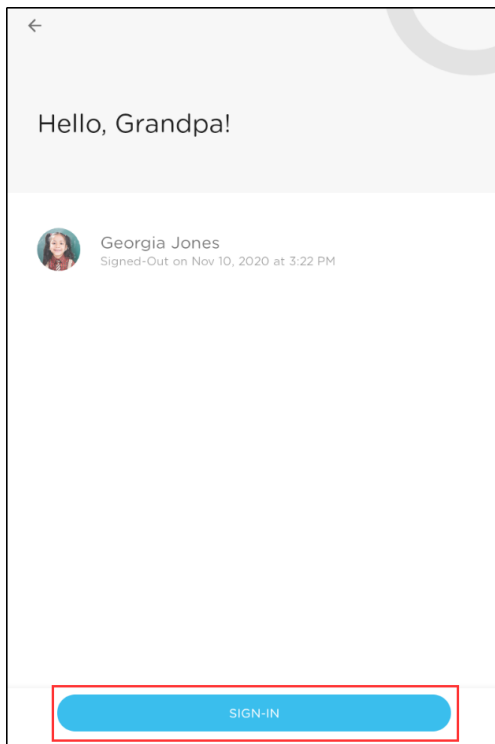 Hello, Grandpa!
Georgia Jones
Signed-Out on Nov 10, 2020 at 3:22 PM
SIGN-IN